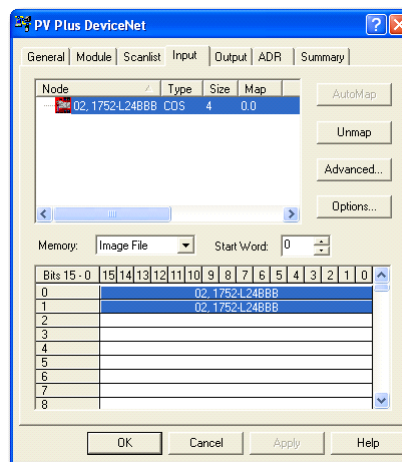 PV Plus DeviceNet
General Module Scanlist Input Output ADR Summary
Node Type Size Map
02, 1752-L24BBB COS 4 0.0
AutoMap
Unmap
Advanced...
Options...
Memory: Image File Start Word: 0
Bits 15 - 0 15 14 13 12 11 10 9 8 7 6 5 4 3 2 1 0
0 02, 1752-L24BBB
1 02, 1752-L24BBB
2
3
4
5
6
7
8
OK Cancel Apply Help